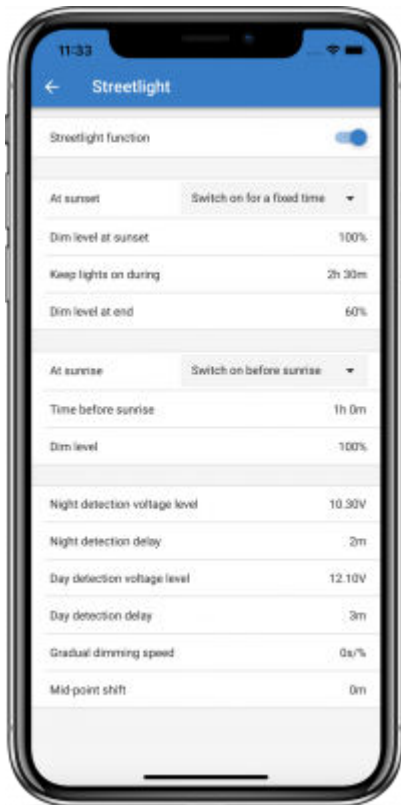 11:33
Streetlight
Streetlight function
At sunset Switch on for a fixed time
Dim level at sunset 100%
Keep lights on during 2h 30m
Dim level at end 60%
At sunrise Switch on before sunrise
Time before sunrise 1h 0m
Dim level 100%
Night detection voltage level 10.30V
Night detection delay 2m
Day detection voltage level 12.10V
Day detection delay 3m
Gradual dimming speed 0s/%
Mid-point shift 0m